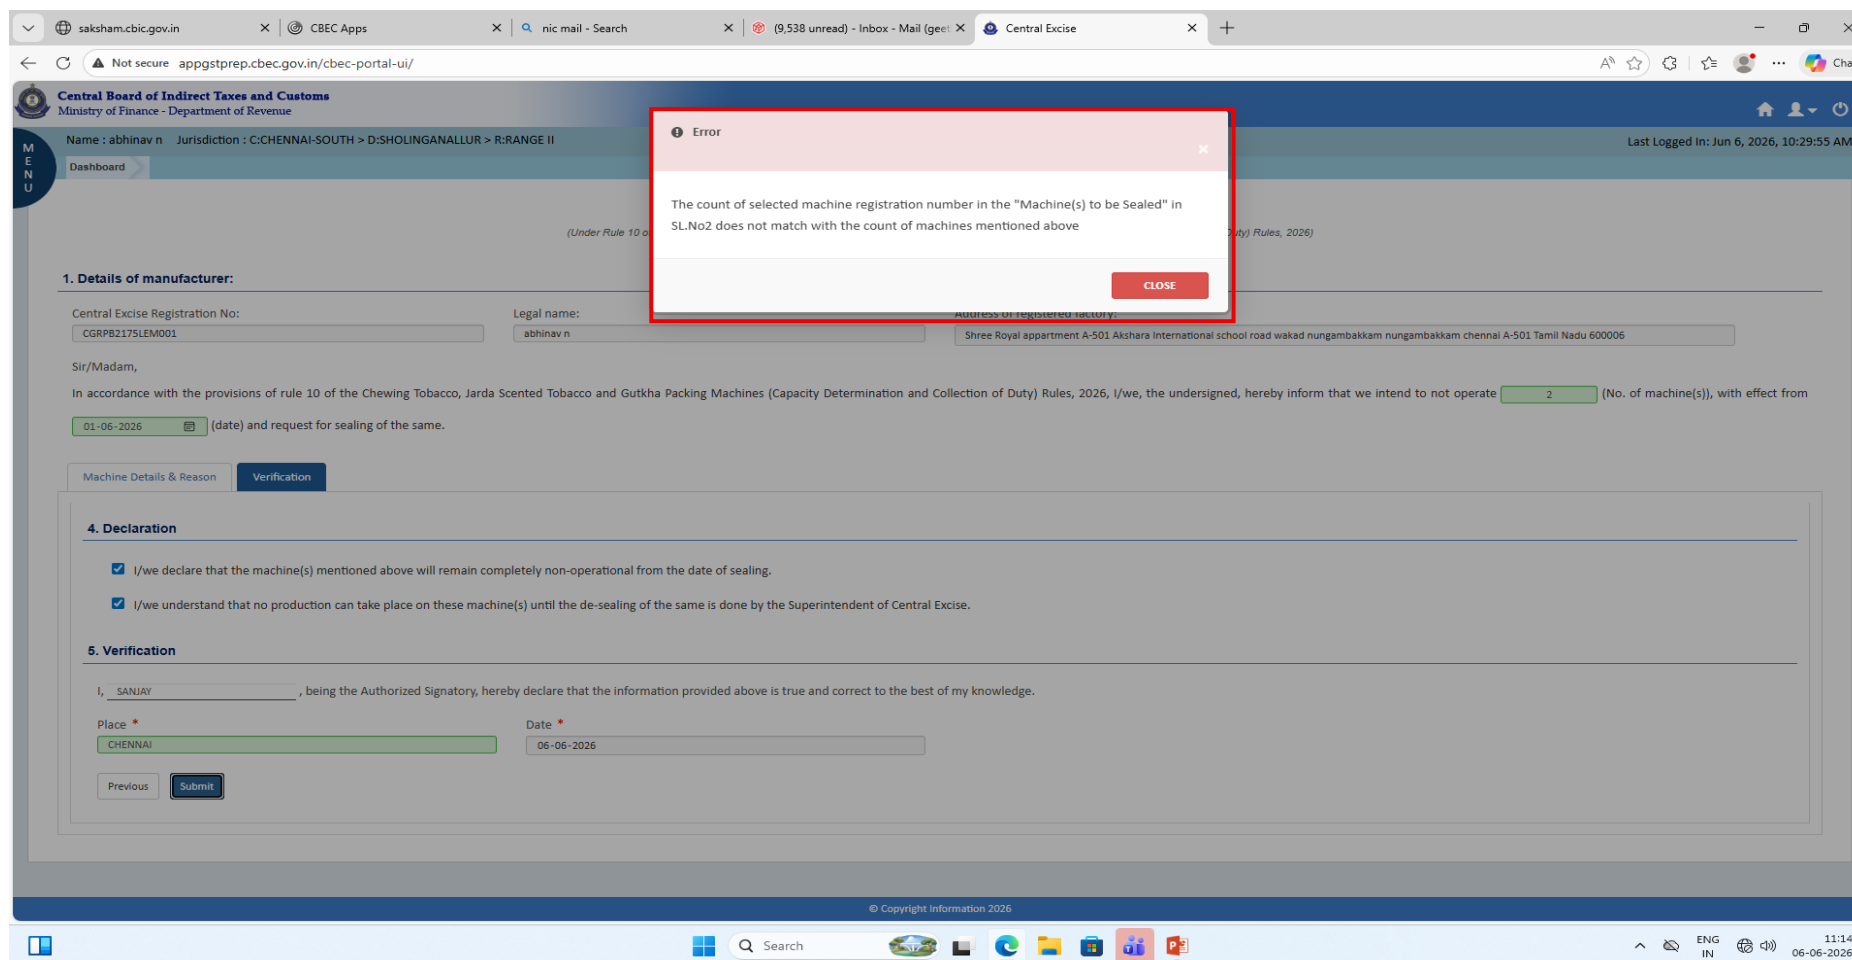 saksham.cbic.gov.in
CBEC Apps
nic mail - Search
(9,538 unread) - Inbox - Mail (geet
Central Excise
Not secure appgstprep.cbec.gov.in/cbec-portal-ui/
Cha
Central Board of Indirect Taxes and Customs
Ministry of Finance - Department of Revenue
MENU
Name : abhinav n Jurisdiction : C:CHENNAI-SOUTH > D:SHOLINGANALLUR > R:RANGE II
Last Logged In: Jun 6, 2026, 10:29:55 AM
Dashboard
Error
The count of selected machine registration number in the "Machine(s) to be Sealed" in
SL.No2 does not match with the count of machines mentioned above
CLOSE
(Under Rule 10 o
uty) Rules, 2026)
1. Details of manufacturer:
Central Excise Registration No:
Legal name:
Address of registered factory:
CGRPB2175LEM001
abhinav n
Shree Royal appartment A-501 Akshara International school road wakad nungambakkam nungambakkam chennai A-501 Tamil Nadu 600006
Sir/Madam,
In accordance with the provisions of rule 10 of the Chewing Tobacco, Jarda Scented Tobacco and Gutkha Packing Machines (Capacity Determination and Collection of Duty) Rules, 2026, I/we, the undersigned, hereby inform that we intend to not operate 2 (No. of machine(s)), with effect from
01-06-2026 (date) and request for sealing of the same.
Machine Details & Reason
Verification
4. Declaration
I/we declare that the machine(s) mentioned above will remain completely non-operational from the date of sealing.
I/we understand that no production can take place on these machine(s) until the de-sealing of the same is done by the Superintendent of Central Excise.
5. Verification
I, SANJAY , being the Authorized Signatory, hereby declare that the information provided above is true and correct to the best of my knowledge.
Place *
Date *
CHENNAI
06-06-2026
Previous
Submit
© Copyright Information 2026
Search
ENG
IN
11:14
06-06-2026